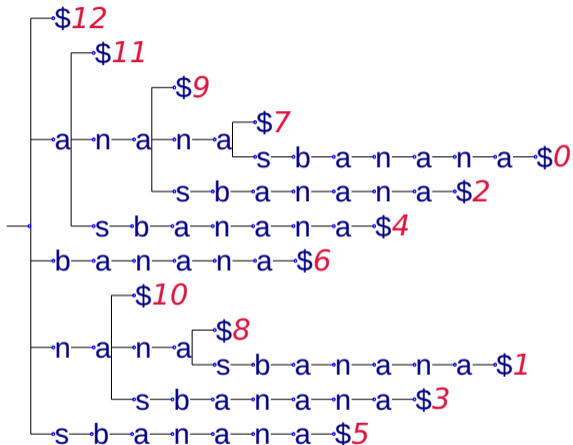 $12
$11
$9
$7
a n a n a
s b a n a n a $0
s b a n a n a $2
s b a n a n a $4
b a n a n a $6
$10
$8
n a n a
s b a n a n a $1
s b a n a n a $3
s b a n a n a $5